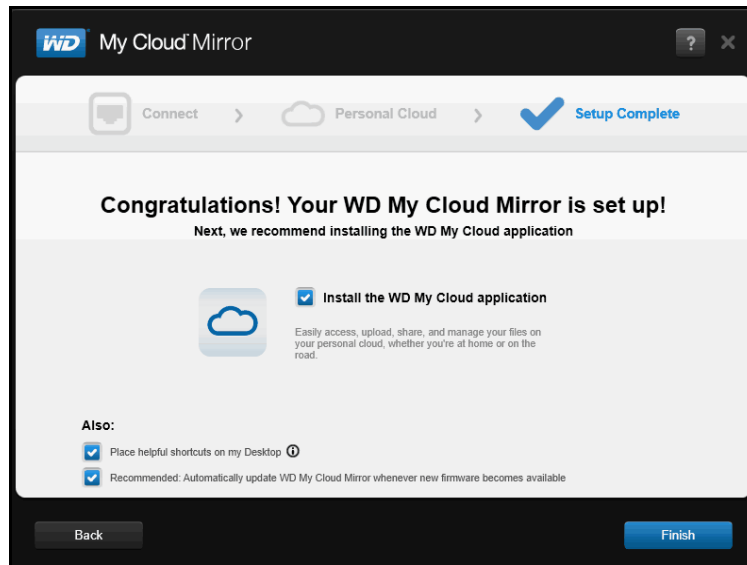 WD My Cloud Mirror
?
Connect > Personal Cloud > Setup Complete
Congratulations! Your WD My Cloud Mirror is set up!
Next, we recommend installing the WD My Cloud application
Install the WD My Cloud application
Easily access, upload, share, and manage your files on
your personal cloud, whether you're at home or on the
road.
Also:
Place helpful shortcuts on my Desktop
Recommended: Automatically update WD My Cloud Mirror whenever new firmware becomes available
Back
Finish